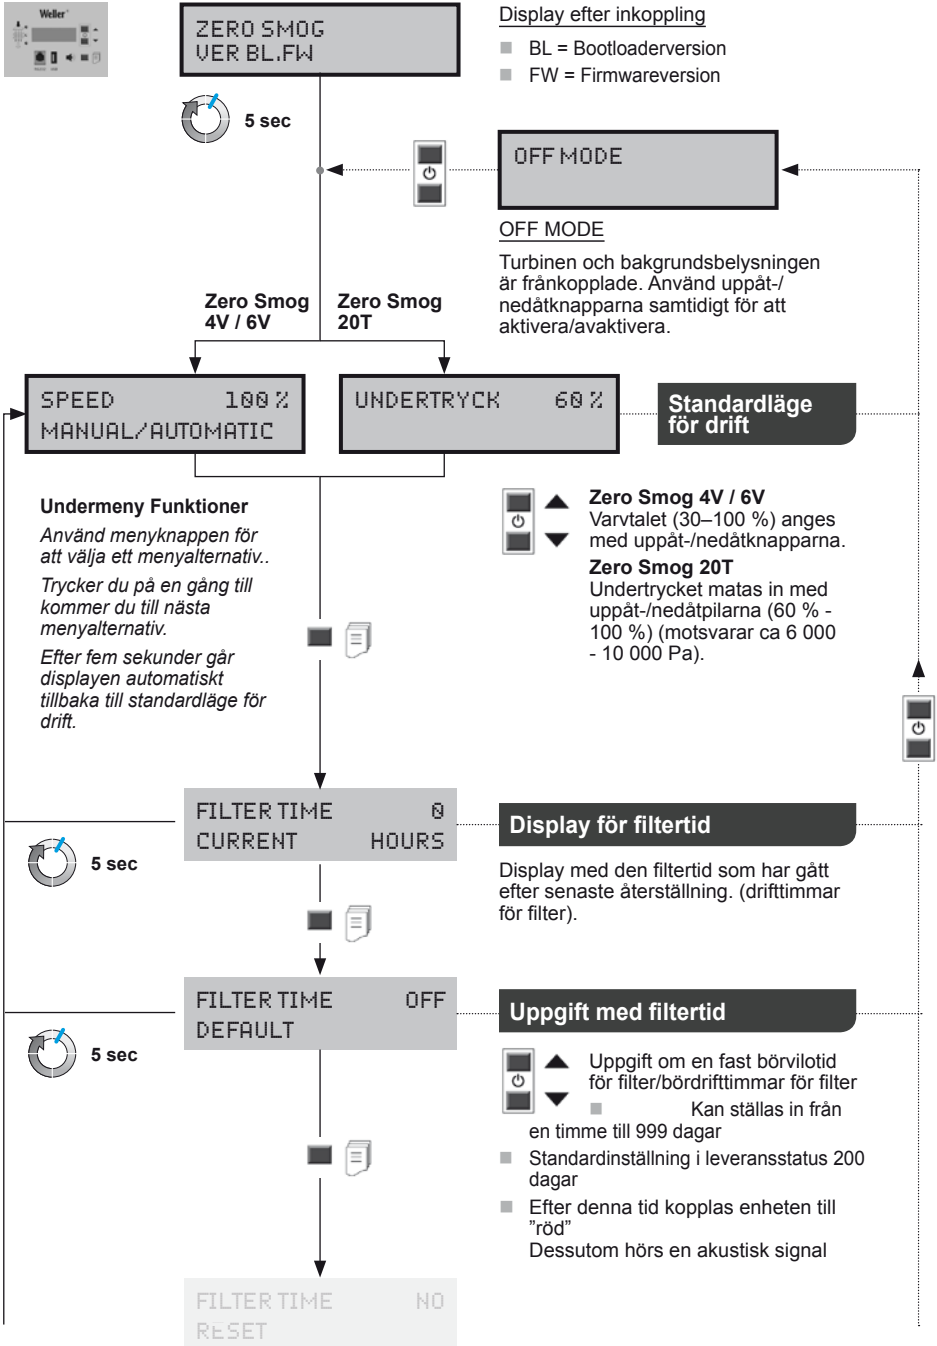 Weller
ZERO SMOG
VER BL.FW
Display efter inkoppling
BL = Bootloaderversion
FW = Firmwareversion
5 sec
OFF MODE
OFF MODE
Turbinen och bakgrundsbelysningen
är frånkopplade. Använd uppåt-/
nedåtknapparna samtidigt för att
aktivera/avaktivera.
Zero Smog
4V / 6V
Zero Smog
20T
SPEED 100 %
MANUAL/AUTOMATIC
UNDERTRYCK 60 %
Standardläge
för drift
Undermeny Funktioner
Använd menyknappen för
att välja ett menyalternativ..
Trycker du på en gång till
kommer du till nästa
menyalternativ.
Efter fem sekunder går
displayen automatiskt
tillbaka till standardläge för
drift.
Zero Smog 4V / 6V
Varvtalet (30–100 %) anges
med uppåt-/nedåtknapparna.
Zero Smog 20T
Undertrycket matas in med
uppåt-/nedåtpilarna (60 % -
100 %) (motsvarar ca 6 000
- 10 000 Pa).
FILTER TIME 0
CURRENT HOURS
5 sec
Display för filtertid
Display med den filtertid som har gått
efter senaste återställning. (drifttimmar
för filter).
FILTER TIME OFF
DEFAULT
5 sec
Uppgift med filtertid
Uppgift om en fast börvilotid
för filter/bördrifttimmar för filter
Kan ställas in från
en timme till 999 dagar
Standardinställning i leveransstatus 200
dagar
Efter denna tid kopplas enheten till
”röd”
Dessutom hörs en akustisk signal
FILTER TIME NO
RESET